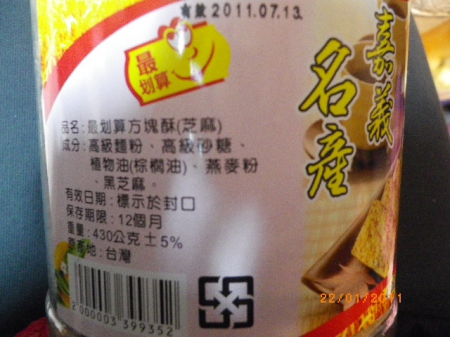 有效 2011.07.13.
最
划算
嘉義
名產
品名:最划算方塊酥(芝麻)
成分:高級麵粉、高級砂糖、
植物油(棕櫚油)、燕麥粉
、黑芝麻。
有效日期:標示於封口
保存期限:12個月
重量:430公克±5%
原產地:台灣
2000003399352
22/01/2011